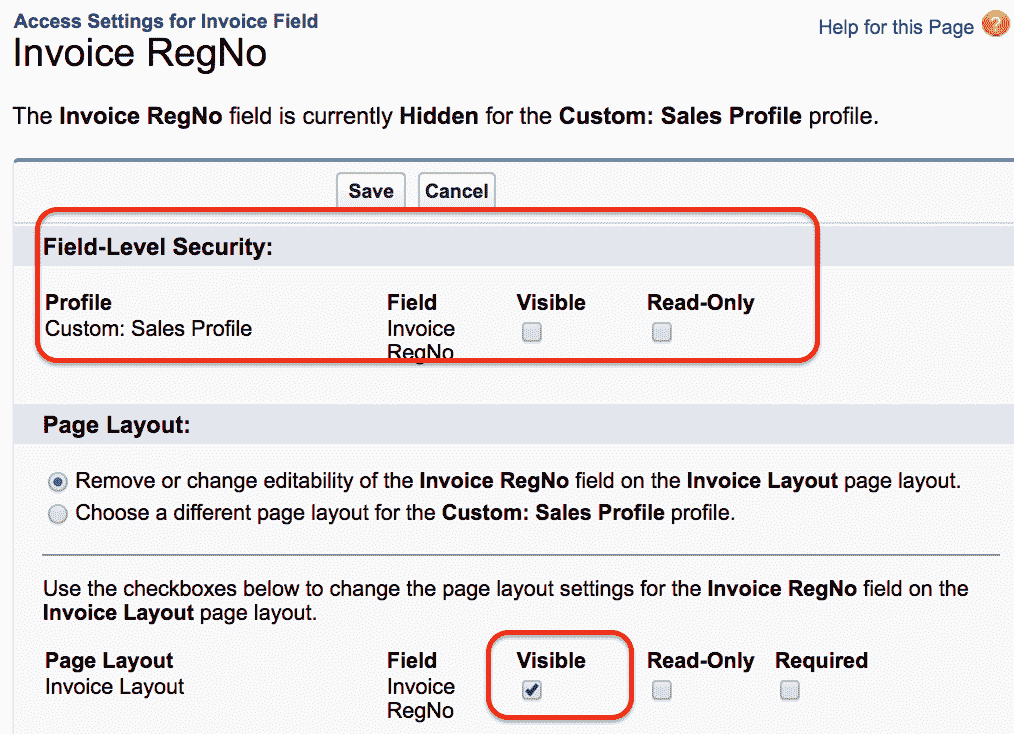 Access Settings for Invoice Field
Help for this Page
Invoice RegNo
The Invoice RegNo field is currently Hidden for the Custom: Sales Profile profile.
Save Cancel
Field-Level Security:
Profile Field Visible Read-Only
Custom: Sales Profile Invoice
RegNo
Page Layout:
Remove or change editability of the Invoice RegNo field on the Invoice Layout page layout.
Choose a different page layout for the Custom: Sales Profile profile.
Use the checkboxes below to change the page layout settings for the Invoice RegNo field on the
Invoice Layout page layout.
Page Layout Field Visible Read-Only Required
Invoice Layout Invoice
RegNo